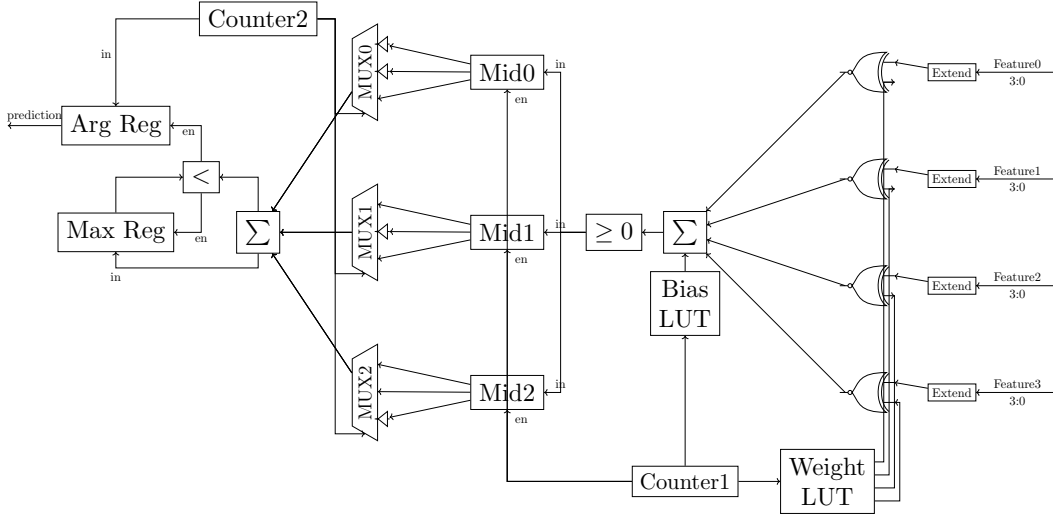 Counter2
in
prediction
Arg Reg
en
<
Max Reg
en
in
∑
MUX0
MUX1
MUX2
Mid0
in
en
Mid1
in
en
Mid2
in
en
≥ 0
∑
Bias
LUT
Counter1
Weight
LUT
Extend
Feature0
3:0
Extend
Feature1
3:0
Extend
Feature2
3:0
Extend
Feature3
3:0